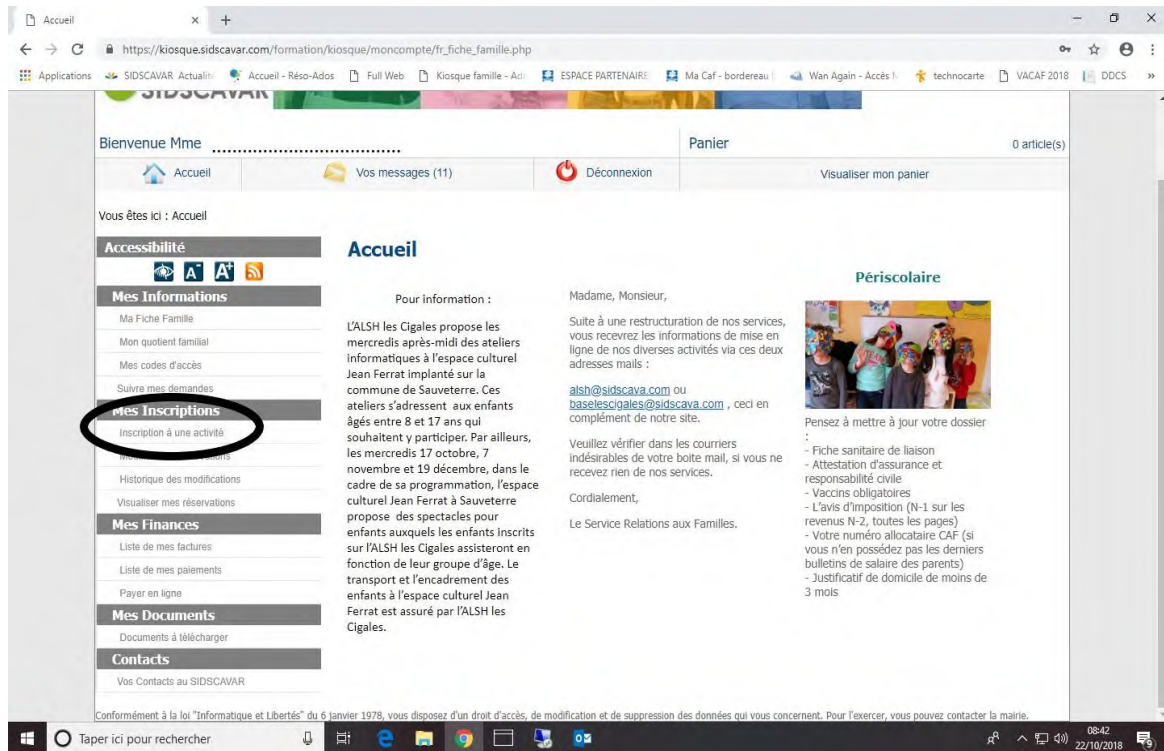 Accueil
https://kiosque.sidscavar.com/formation/kiosque/moncompte/fr_fiche_famille.php
Applications
SIDSCAVAR Actualité
Accueil - Réso-Ados
Full Web
Kiosque famille - Adr
ESPACE PARTENAIRE
Ma Caf - bordereau
Wan Again - Accès
technocarte
VACAF 2018
DDCS
»
SIDSCAVAR
Bienvenue Mme ......................................
Panier
0 article(s)
Accueil
Vos messages (11)
Déconnexion
Visualiser mon panier
Vous êtes ici : Accueil
Accessibilité
A-
A+
Mes Informations
Ma Fiche Famille
Mon quotient familial
Mes codes d'accès
Suivre mes demandes
Mes Inscriptions
Inscription à une activité
Historique des modifications
Visualiser mes réservations
Mes Finances
Liste de mes factures
Liste de mes paiements
Payer en ligne
Mes Documents
Documents à télécharger
Contacts
Vos Contacts au SIDSCAVAR
Accueil
Pour information :
L'ALSH les Cigales propose les
mercredis après-midi des ateliers
informatiques à l'espace culturel
Jean Ferrat implanté sur la
commune de Sauveterre. Ces
ateliers s'adressent aux enfants
âgés entre 8 et 17 ans qui
souhaitent y participer. Par ailleurs,
les mercredis 17 octobre, 7
novembre et 19 décembre, dans le
cadre de sa programmation, l'espace
culturel Jean Ferrat à Sauveterre
propose des spectacles pour
enfants auxquels les enfants inscrits
sur l'ALSH les Cigales assisteront en
fonction de leur groupe d'âge. Le
transport et l'encadrement des
enfants à l'espace culturel Jean
Ferrat est assuré par l'ALSH les
Cigales.
Madame, Monsieur,
Suite à une restructuration de nos services,
vous recevrez les informations de mise en
ligne de nos diverses activités via ces deux
adresses mails :
alsh@sidscava.com ou
baselescigales@sidscava.com , ceci en
complément de notre site.
Veuillez vérifier dans les courriers
indésirables de votre boite mail, si vous ne
recevez rien de nos services.
Cordialement,
Le Service Relations aux Familles.
Périscolaire
Pensez à mettre à jour votre dossier
:
- Fiche sanitaire de liaison
- Attestation d'assurance et
responsabilité civile
- Vaccins obligatoires
- L'avis d'imposition (N-1 sur les
revenus N-2, toutes les pages)
- Votre numéro allocataire CAF (si
vous n'en possédez pas les derniers
bulletins de salaire des parents)
- Justificatif de domicile de moins de
3 mois
Conformément à la loi "Informatique et Libertés" du 6 janvier 1978, vous disposez d'un droit d'accès, de modification et de suppression des données qui vous concernent. Pour l'exercer, vous pouvez contacter la mairie.
Taper ici pour rechercher
08:42
22/10/2018